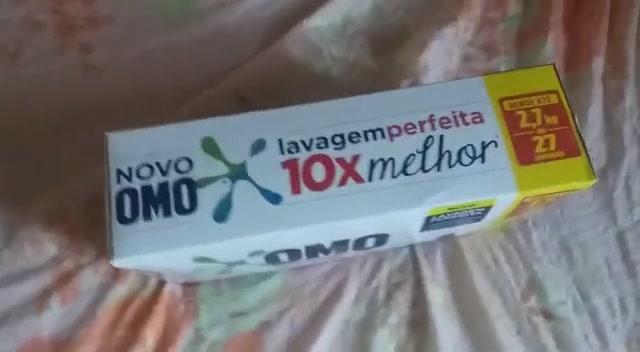 NOVO
OMO
lavagemperfeita
10x melhor
RENDE ATÉ
2,7 kg
27
OMO